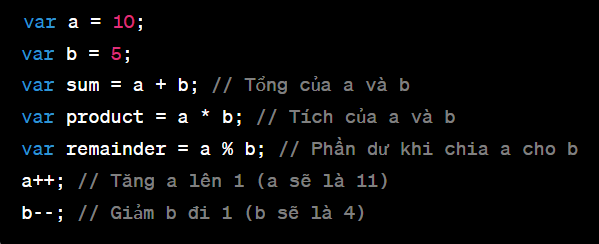 var a = 10;
var b = 5;
var sum = a + b; // Tổng của a và b
var product = a * b; // Tích của a và b
var remainder = a % b; // Phần dư khi chia a cho b
a++; // Tăng a lên 1 (a sẽ là 11)
b--; // Giảm b đi 1 (b sẽ là 4)